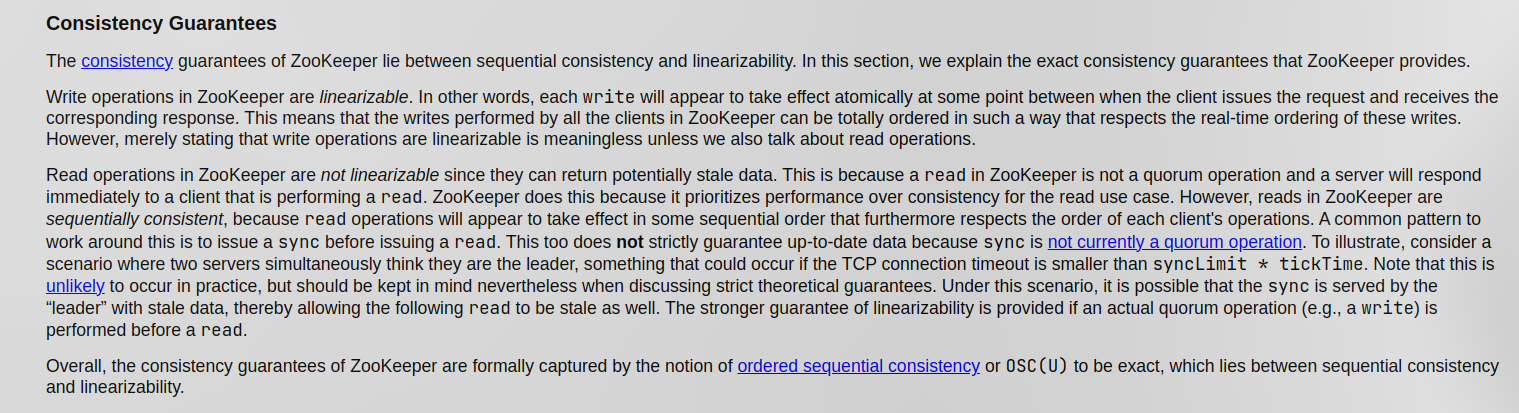 Consistency Guarantees
The consistency guarantees of ZooKeeper lie between sequential consistency and linearizability. In this section, we explain the exact consistency guarantees that ZooKeeper provides.
Write operations in ZooKeeper are linearizable. In other words, each write will appear to take effect atomically at some point between when the client issues the request and receives the
corresponding response. This means that the writes performed by all the clients in ZooKeeper can be totally ordered in such a way that respects the real-time ordering of these writes.
However, merely stating that write operations are linearizable is meaningless unless we also talk about read operations.
Read operations in ZooKeeper are not linearizable since they can return potentially stale data. This is because a read in ZooKeeper is not a quorum operation and a server will respond
immediately to a client that is performing a read. ZooKeeper does this because it prioritizes performance over consistency for the read use case. However, reads in ZooKeeper are
sequentially consistent, because read operations will appear to take effect in some sequential order that furthermore respects the order of each client's operations. A common pattern to
work around this is to issue a sync before issuing a read. This too does not strictly guarantee up-to-date data because sync is not currently a quorum operation. To illustrate, consider a
scenario where two servers simultaneously think they are the leader, something that could occur if the TCP connection timeout is smaller than syncLimit * tickTime. Note that this is
unlikely to occur in practice, but should be kept in mind nevertheless when discussing strict theoretical guarantees. Under this scenario, it is possible that the sync is served by the
“leader” with stale data, thereby allowing the following read to be stale as well. The stronger guarantee of linearizability is provided if an actual quorum operation (e.g., a write) is
performed before a read.
Overall, the consistency guarantees of ZooKeeper are formally captured by the notion of ordered sequential consistency or OSC(U) to be exact, which lies between sequential consistency
and linearizability.